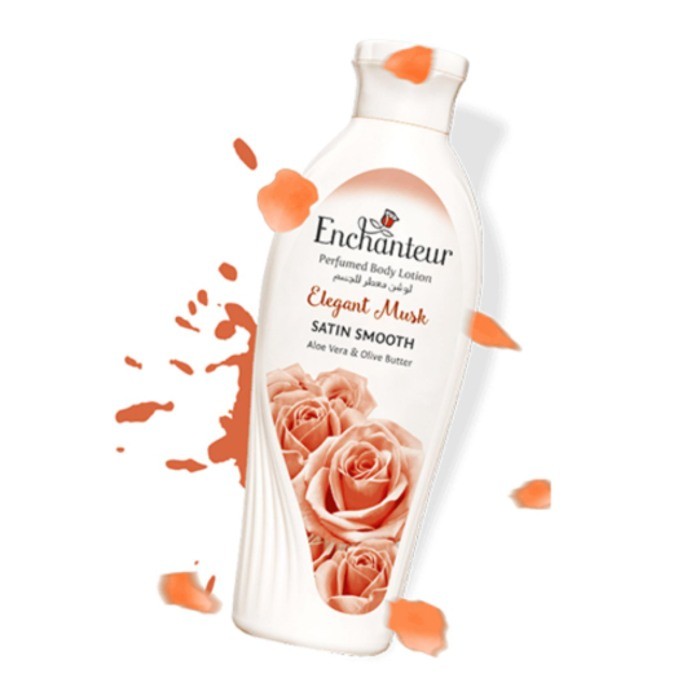 Enchanteur
Perfumed Body Lotion
لوشن معطر للجسم
Elegant Musk
SATIN SMOOTH
Aloe Vera & Olive Butter